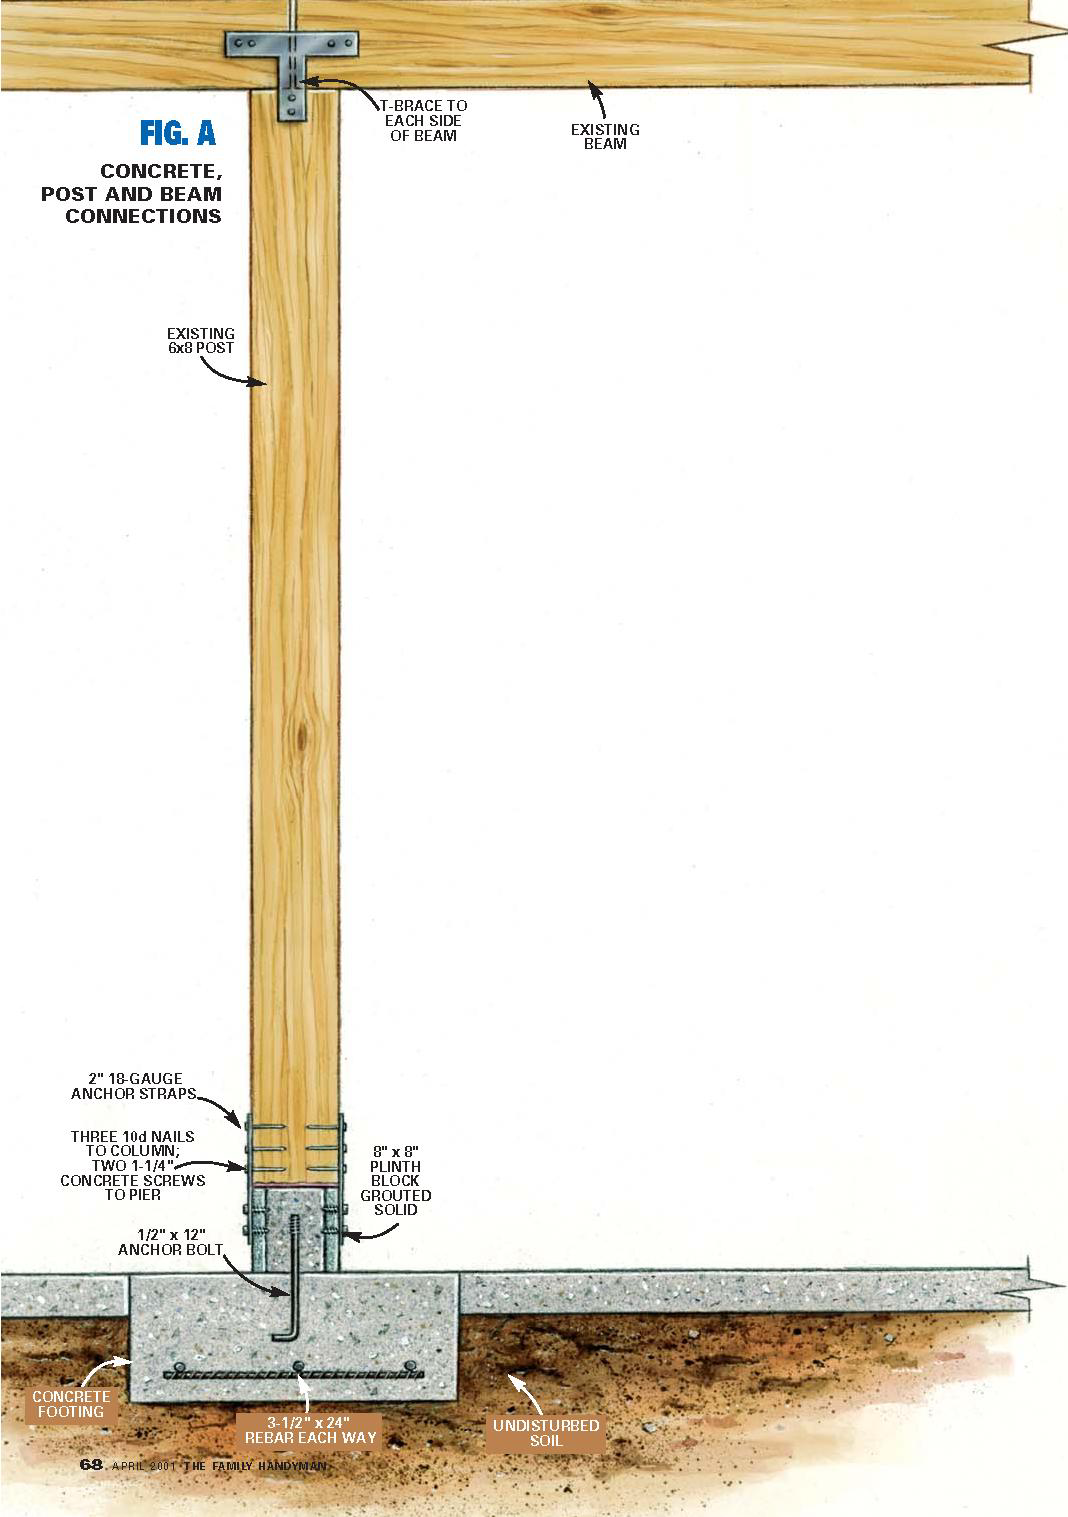 T-BRACE TO
EACH SIDE
OF BEAM
EXISTING
BEAM
FIG. A
CONCRETE,
POST AND BEAM
CONNECTIONS
EXISTING
6x8 POST
2" 18-GAUGE
ANCHOR STRAPS
THREE 10d NAILS
TO COLUMN;
TWO 1-1/4"
CONCRETE SCREWS
TO PIER
8" x 8"
PLINTH
BLOCK
GROUTED
SOLID
1/2" x 12"
ANCHOR BOLT
CONCRETE
FOOTING
3-1/2" x 24"
REBAR EACH WAY
UNDISTURBED
SOIL
68 APRIL 2001 THE FAMILY HANDYMAN